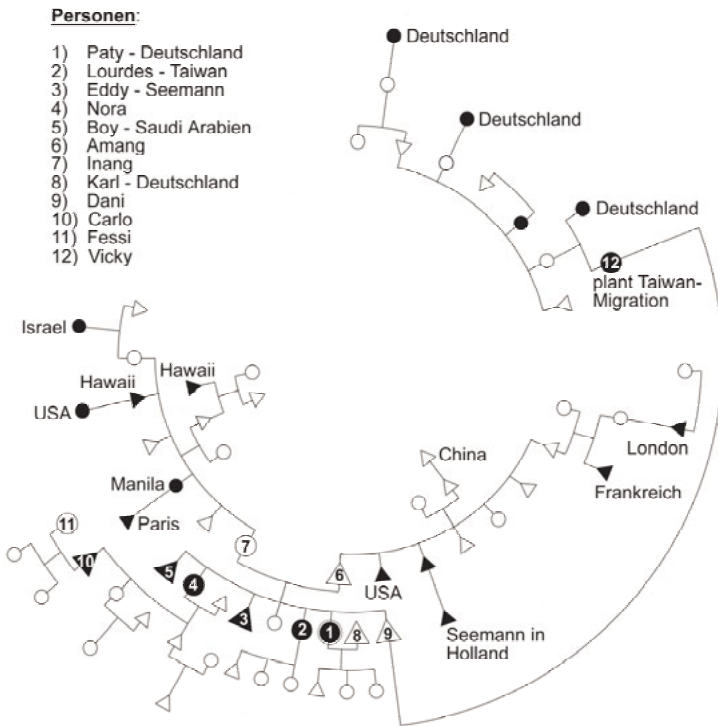 Personen:
1) Paty - Deutschland
2) Lourdes - Taiwan
3) Eddy - Seemann
4) Nora
5) Boy - Saudi Arabien
6) Amang
7) Inang
8) Karl - Deutschland
9) Dani
10) Carlo
11) Fessi
12) Vicky
Deutschland
Deutschland
Deutschland
12
plant Taiwan-
Migration
Israel
Hawaii
Hawaii
USA
London
China
Manila
Frankreich
Paris
11
7
10
5
4
6
USA
3
2
1
8
9
Seemann in
Holland